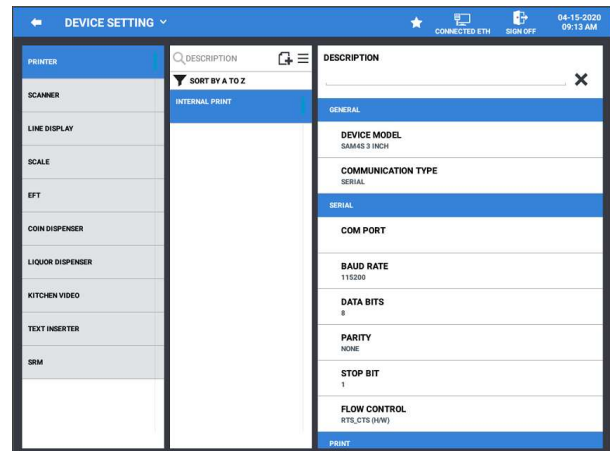 DEVICE SETTING
CONNECTED ETH
SIGN OFF
04-15-2020
09:13 AM
PRINTER
SCANNER
LINE DISPLAY
SCALE
EFT
COIN DISPENSER
LIQUOR DISPENSER
KITCHEN VIDEO
TEXT INSERTER
SRM
DESCRIPTION
SORT BY A TO Z
INTERNAL PRINT
DESCRIPTION
GENERAL
DEVICE MODEL
SAM4S 3 INCH
COMMUNICATION TYPE
SERIAL
SERIAL
COM PORT
BAUD RATE
115200
DATA BITS
8
PARITY
NONE
STOP BIT
1
FLOW CONTROL
RTS_CTS (H/W)
PRINT